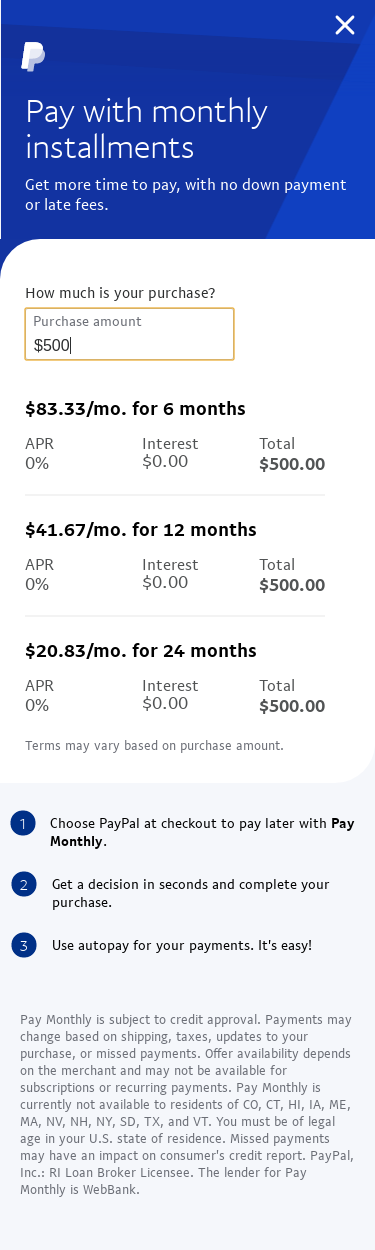 Pay with monthly
installments
Get more time to pay, with no down payment
or late fees.
How much is your purchase?
Purchase amount
$500
$83.33/mo. for 6 months
APR Interest Total
0% $0.00 $500.00
$41.67/mo. for 12 months
APR Interest Total
0% $0.00 $500.00
$20.83/mo. for 24 months
APR Interest Total
0% $0.00 $500.00
Terms may vary based on purchase amount.
1 Choose PayPal at checkout to pay later with Pay
Monthly.
2 Get a decision in seconds and complete your
purchase.
3 Use autopay for your payments. It's easy!
Pay Monthly is subject to credit approval. Payments may
change based on shipping, taxes, updates to your
purchase, or missed payments. Offer availability depends
on the merchant and may not be available for
subscriptions or recurring payments. Pay Monthly is
currently not available to residents of CO, CT, HI, IA, ME,
MA, NV, NH, NY, SD, TX, and VT. You must be of legal
age in your U.S. state of residence. Missed payments
may have an impact on consumer's credit report. PayPal,
Inc.: RI Loan Broker Licensee. The lender for Pay
Monthly is WebBank.